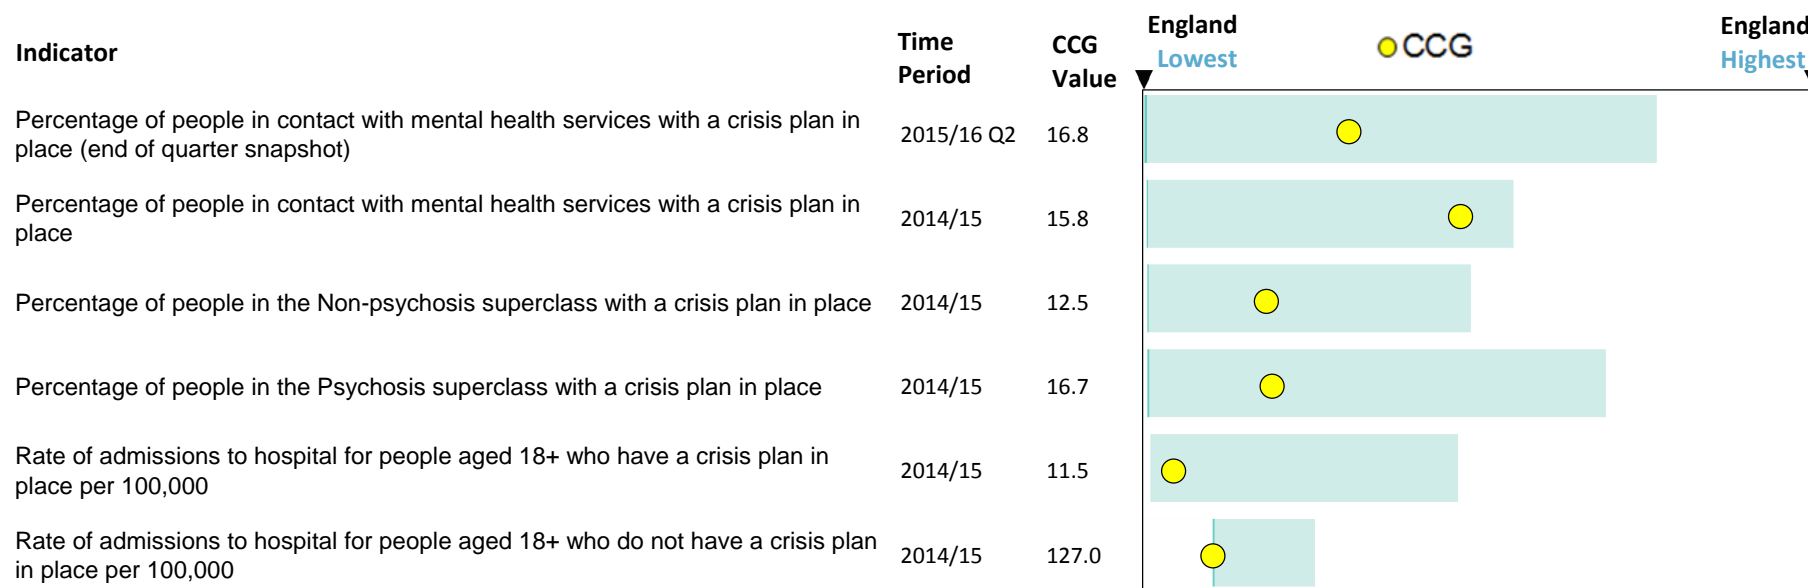 Indicator
Time
Period
CCG
Value
England
Lowest
CCG
England
Highest
Percentage of people in contact with mental health services with a crisis plan in
place (end of quarter snapshot)
2015/16 Q2
16.8
Percentage of people in contact with mental health services with a crisis plan in
place
2014/15
15.8
Percentage of people in the Non-psychosis superclass with a crisis plan in place
2014/15
12.5
Percentage of people in the Psychosis superclass with a crisis plan in place
2014/15
16.7
Rate of admissions to hospital for people aged 18+ who have a crisis plan in
place per 100,000
2014/15
11.5
Rate of admissions to hospital for people aged 18+ who do not have a crisis plan
in place per 100,000
2014/15
127.0